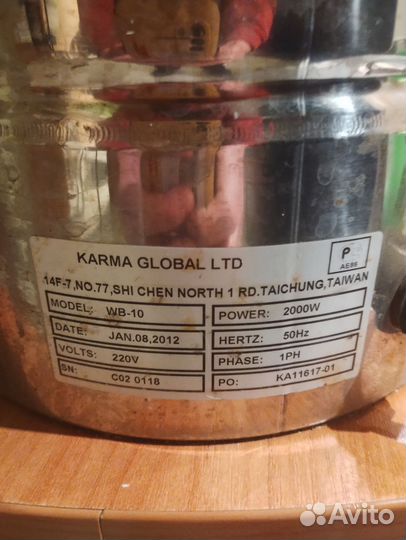 KARMA GLOBAL LTD
P
AE86
14F-7,NO.77,SHI CHEN NORTH 1 RD.TAICHUNG,TAIWAN
MODEL: WB-10 POWER: 2000W
DATE: JAN.08,2012 HERTZ: 50Hz
VOLTS: 220V PHASE: 1PH
SN: C02 0118 PO: KA11617-01
Avito